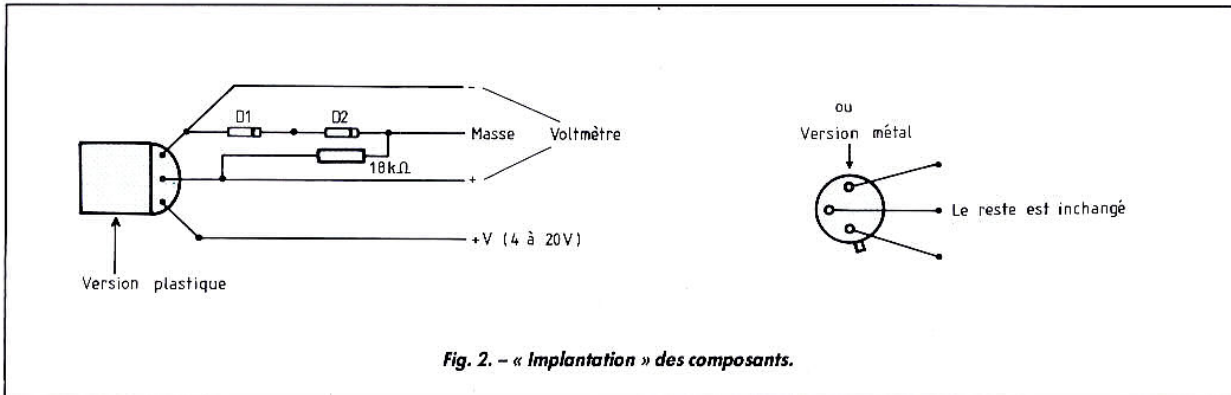 -
D1
D2
Masse
Voltmètre
18kΩ
+
+V (4 à 20V)
Version plastique
ou
Version métal
Le reste est inchangé
Fig. 2. – « Implantation » des composants.